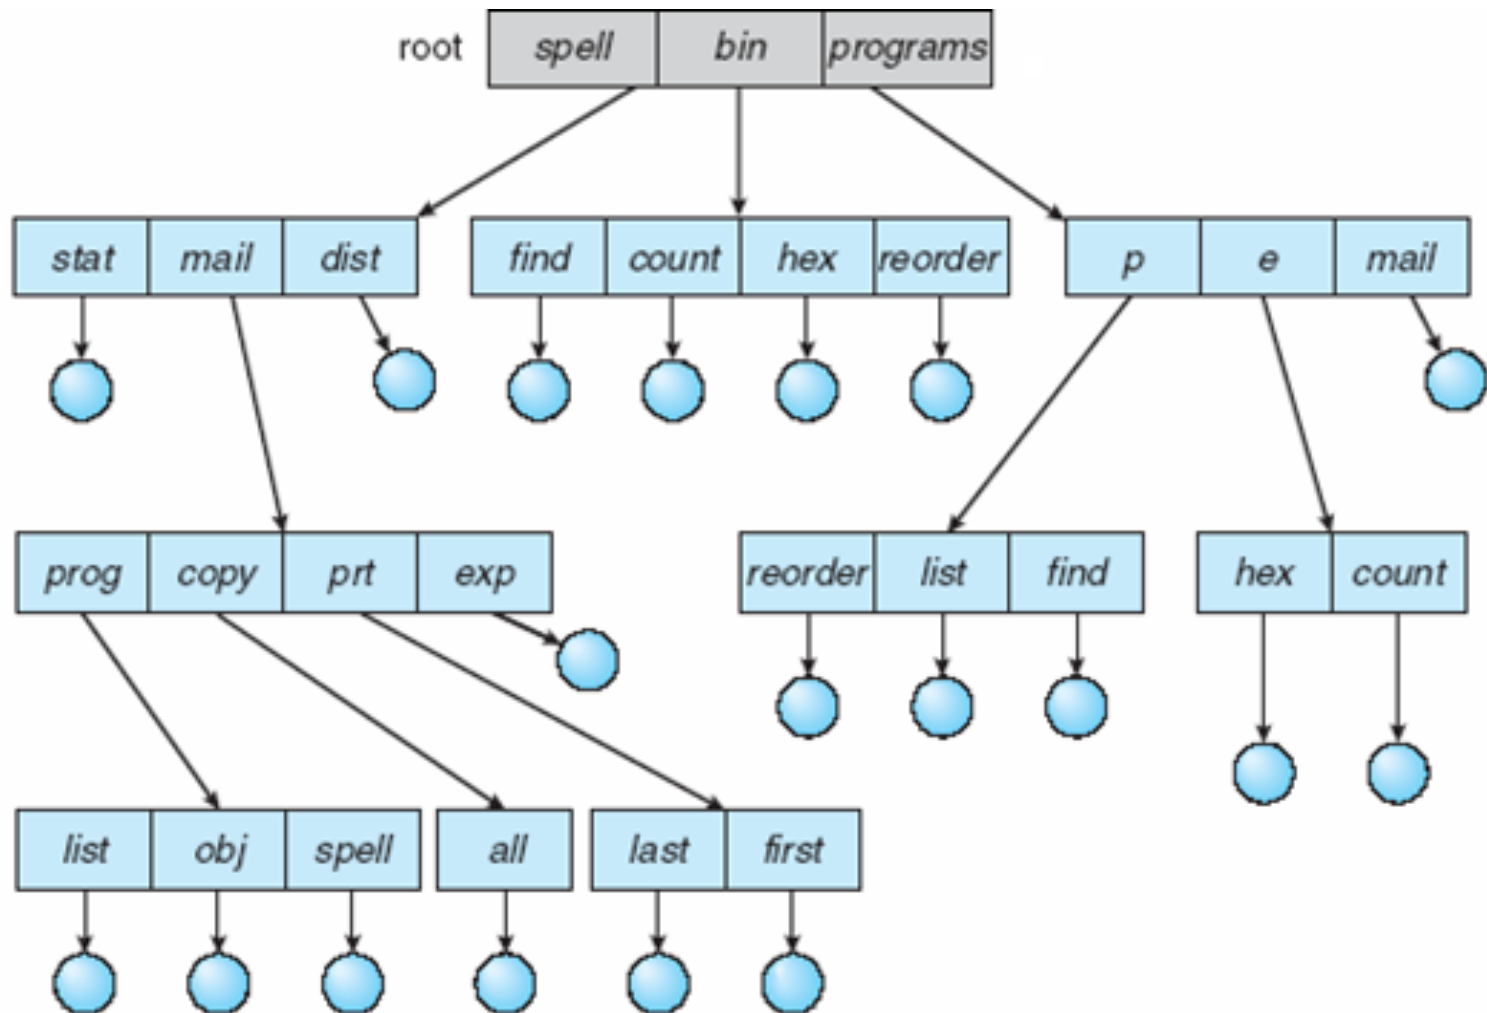 root spell bin programs
stat mail dist find count hex reorder p e mail
prog copy prt exp reorder list find hex count
list obj spell all last first